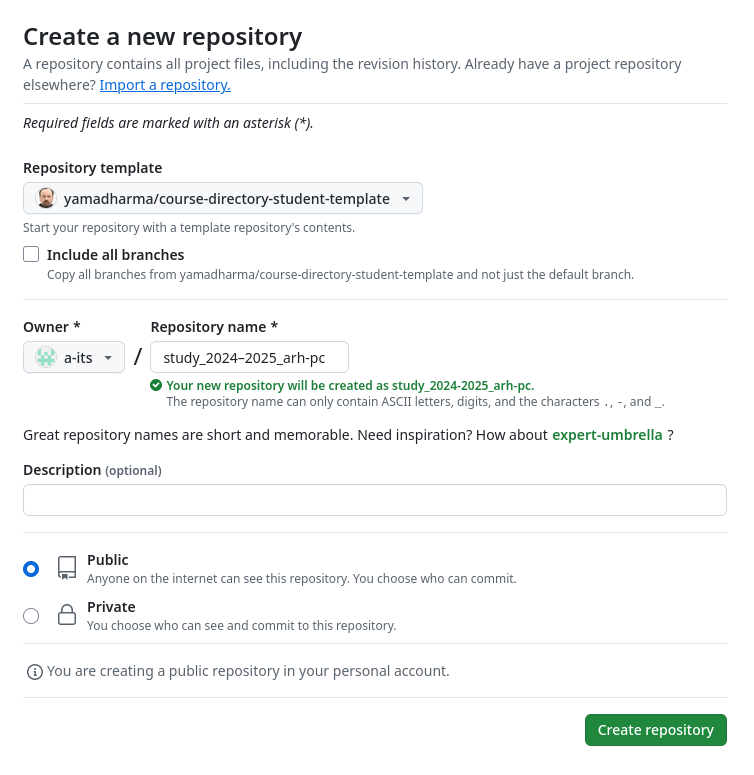 Create a new repository
A repository contains all project files, including the revision history. Already have a project repository
elsewhere? Import a repository.
Required fields are marked with an asterisk (*).
Repository template
yamadharma/course-directory-student-template
Start your repository with a template repository's contents.
Include all branches
Copy all branches from yamadharma/course-directory-student-template and not just the default branch.
Owner * Repository name *
a-its / study_2024–2025_arh-pc
Your new repository will be created as study_2024-2025_arh-pc.
The repository name can only contain ASCII letters, digits, and the characters ., -, and _.
Great repository names are short and memorable. Need inspiration? How about expert-umbrella ?
Description (optional)
Public
Anyone on the internet can see this repository. You choose who can commit.
Private
You choose who can see and commit to this repository.
You are creating a public repository in your personal account.
Create repository